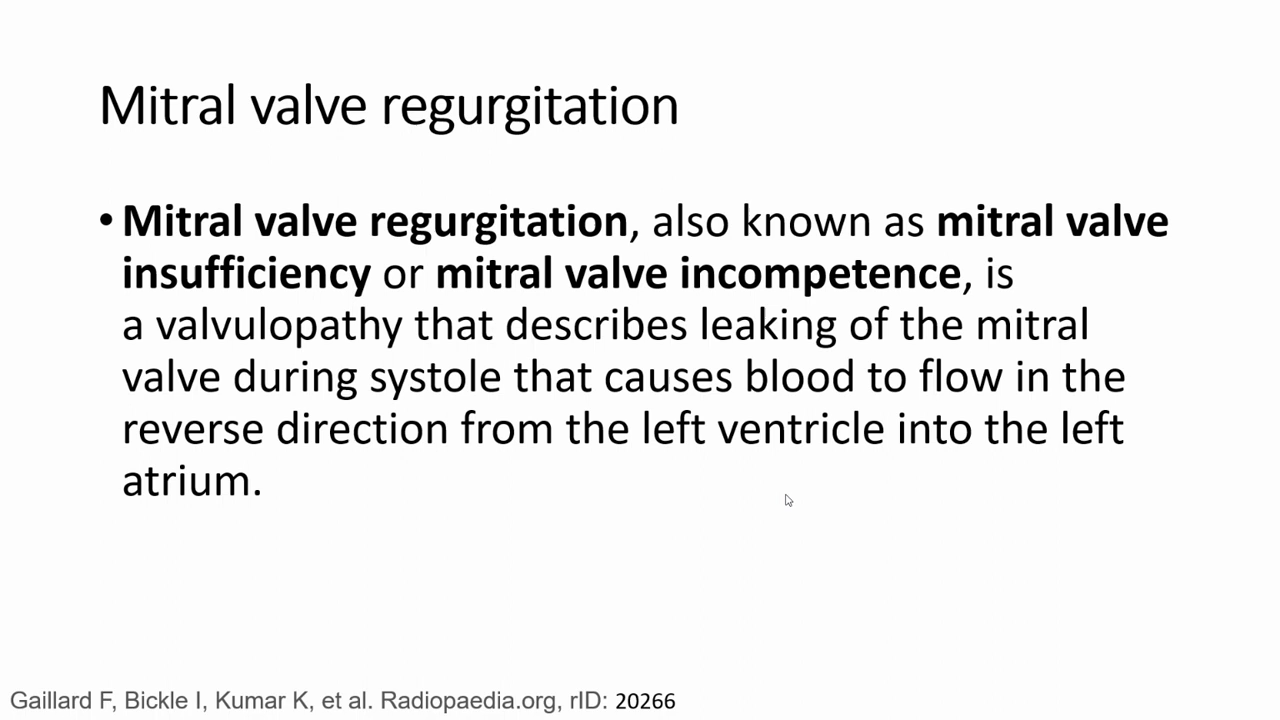 Mitral valve regurgitation
• Mitral valve regurgitation, also known as mitral valve
insufficiency or mitral valve incompetence, is
a valvulopathy that describes leaking of the mitral
valve during systole that causes blood to flow in the
reverse direction from the left ventricle into the left
atrium.
Gaillard F, Bickle I, Kumar K, et al. Radiopaedia.org, rID: 20266